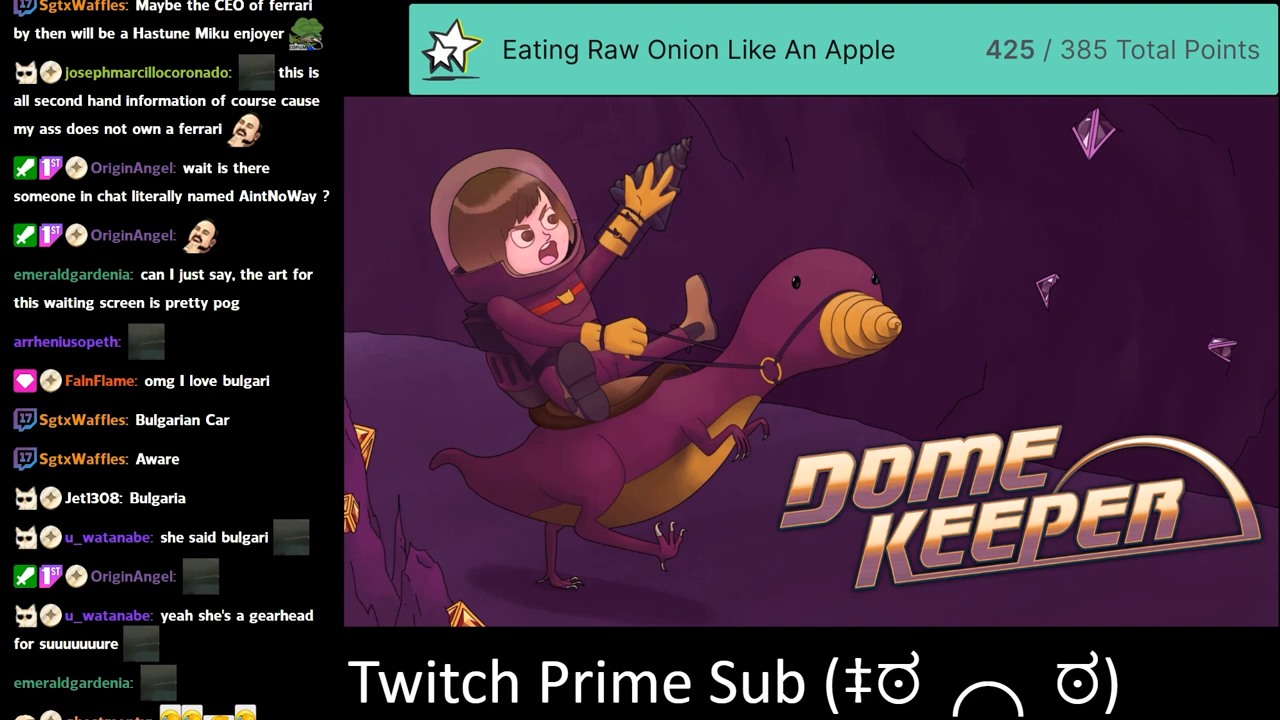 SgtxWaffles: Maybe the CEO of ferrari
by then will be a Hastune Miku enjoyer
josephmarcillocoronado: this is
all second hand information of course cause
my ass does not own a ferrari
OriginAngel: wait is there
someone in chat literally named AintNoWay ?
OriginAngel:
emeraldgardenia: can I just say, the art for
this waiting screen is pretty pog
arrheniusopeth:
FalnFlame: omg I love bulgari
SgtxWaffles: Bulgarian Car
SgtxWaffles: Aware
Jet1308: Bulgaria
u_watanabe: she said bulgari
OriginAngel:
u_watanabe: yeah she's a gearhead
for suuuuuuure
emeraldgardenia:
Eating Raw Onion Like An Apple 425 / 385 Total Points
DOME
KEEPER
Twitch Prime Sub (‡ಠ ⁀ ಠ)